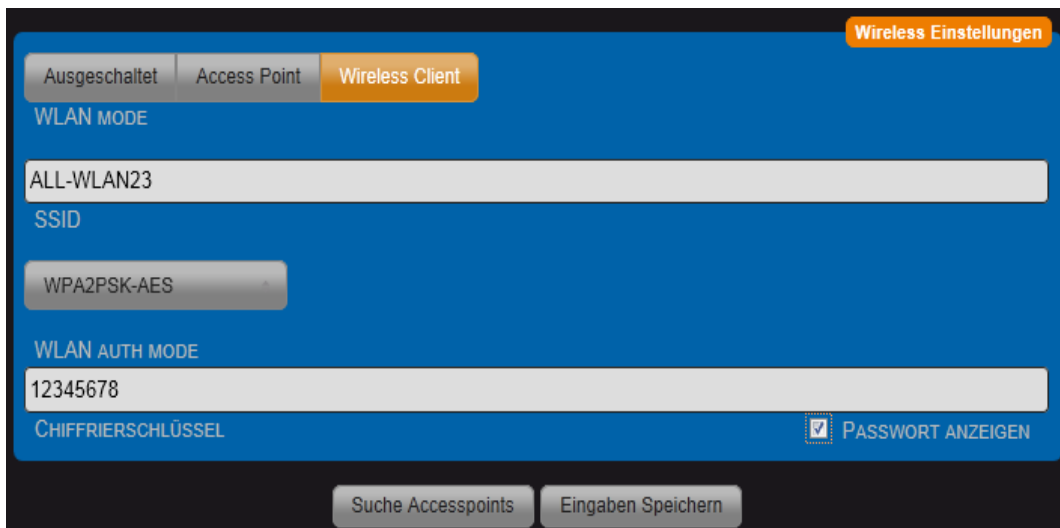 Wireless Einstellungen
Ausgeschaltet Access Point Wireless Client
WLAN MODE
ALL-WLAN23
SSID
WPA2PSK-AES
WLAN AUTH MODE
12345678
CHIFFRIERSCHLÜSSEL PASSWORT ANZEIGEN
Suche Accesspoints Eingaben Speichern